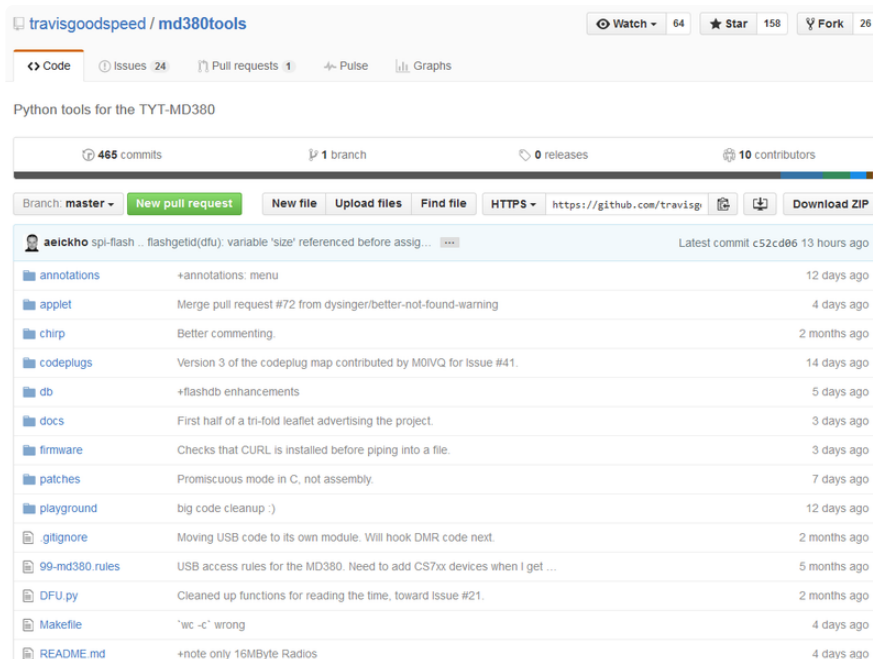 travisgoodspeed / md380tools Watch 64 Star 158 Fork 26
Code Issues 24 Pull requests 1 Pulse Graphs
Python tools for the TYT-MD380
465 commits 1 branch 0 releases 10 contributors
Branch: master New pull request New file Upload files Find file HTTPS https://github.com/travisg Download ZIP
aeickho spi-flash .. flashgetid(dfu): variable 'size' referenced before assig... ... Latest commit c52cd06 13 hours ago
annotations +annotations: menu 12 days ago
applet Merge pull request #72 from dysinger/better-not-found-warning 4 days ago
chirp Better commenting. 2 months ago
codeplugs Version 3 of the codeplug map contributed by M0IVQ for Issue #41. 14 days ago
db +flashdb enhancements 5 days ago
docs First half of a tri-fold leaflet advertising the project. 3 days ago
firmware Checks that CURL is installed before piping into a file. 3 days ago
patches Promiscuous mode in C, not assembly. 7 days ago
playground big code cleanup :) 12 days ago
.gitignore Moving USB code to its own module. Will hook DMR code next. 2 months ago
99-md380.rules USB access rules for the MD380. Need to add CS7xx devices when I get ... 5 months ago
DFU.py Cleaned up functions for reading the time, toward Issue #21. 2 months ago
Makefile `wc -c` wrong 4 days ago
README.md +note only 16MByte Radios 4 days ago